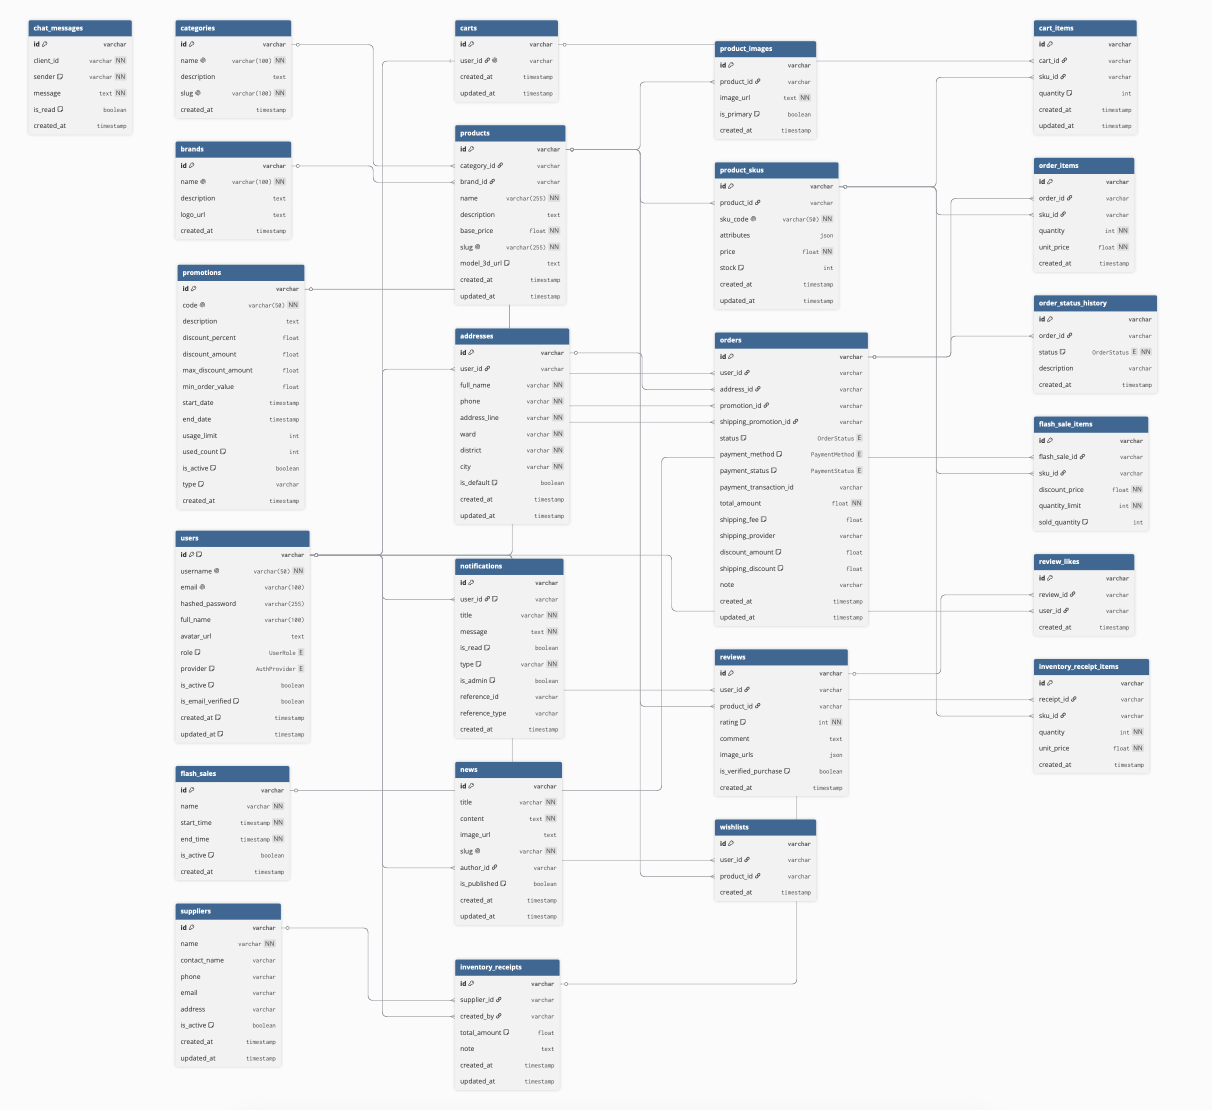 chat_messages
id varchar
client_id varchar NN
sender varchar NN
message text NN
is_read boolean
created_at timestamp
categories
id varchar
name varchar(100) NN
description text
slug varchar(100) NN
created_at timestamp
brands
id varchar
name varchar(100) NN
description text
logo_url text
created_at timestamp
promotions
id varchar
code varchar(50) NN
description text
discount_percent float
discount_amount float
max_discount_amount float
min_order_value float
start_date timestamp
end_date timestamp
usage_limit int
used_count int
is_active boolean
type varchar
created_at timestamp
users
id varchar
username varchar(50) NN
email varchar(100)
hashed_password varchar(255)
full_name varchar(100)
avatar_url text
role UserRole E
provider AuthProvider E
is_active boolean
is_email_verified boolean
created_at timestamp
updated_at timestamp
flash_sales
id varchar
name varchar NN
start_time timestamp NN
end_time timestamp NN
is_active boolean
created_at timestamp
suppliers
id varchar
name varchar NN
contact_name varchar
phone varchar
email varchar
address varchar
is_active boolean
created_at timestamp
updated_at timestamp
carts
id varchar
user_id varchar
created_at timestamp
updated_at timestamp
products
id varchar
category_id varchar
brand_id varchar
name varchar(255) NN
description text
base_price float NN
slug varchar(255) NN
model_3d_url text
created_at timestamp
updated_at timestamp
addresses
id varchar
user_id varchar
full_name varchar NN
phone varchar NN
address_line varchar NN
ward varchar NN
district varchar NN
city varchar NN
is_default boolean
created_at timestamp
updated_at timestamp
notifications
id varchar
user_id varchar
title varchar NN
message text NN
is_read boolean
type varchar NN
is_admin boolean
reference_id varchar
reference_type varchar
created_at timestamp
news
id varchar
title varchar NN
content text NN
image_url text
slug varchar NN
author_id varchar
is_published boolean
created_at timestamp
updated_at timestamp
inventory_receipts
id varchar
supplier_id varchar
created_by varchar
total_amount float
note text
created_at timestamp
updated_at timestamp
product_images
id varchar
product_id varchar
image_url text NN
is_primary boolean
created_at timestamp
product_skus
id varchar
product_id varchar
sku_code varchar(50) NN
attributes json
price float NN
stock int
created_at timestamp
updated_at timestamp
orders
id varchar
user_id varchar
address_id varchar
promotion_id varchar
shipping_promotion_id varchar
status OrderStatus E
payment_method PaymentMethod E
payment_status PaymentStatus E
payment_transaction_id varchar
total_amount float NN
shipping_fee float
shipping_provider varchar
discount_amount float
shipping_discount float
note varchar
created_at timestamp
updated_at timestamp
reviews
id varchar
user_id varchar
product_id varchar
rating int NN
comment text
image_urls json
is_verified_purchase boolean
created_at timestamp
wishlists
id varchar
user_id varchar
product_id varchar
created_at timestamp
cart_items
id varchar
cart_id varchar
sku_id varchar
quantity int
created_at timestamp
updated_at timestamp
order_items
id varchar
order_id varchar
sku_id varchar
quantity int NN
unit_price float NN
created_at timestamp
order_status_history
id varchar
order_id varchar
status OrderStatus E NN
description varchar
created_at timestamp
flash_sale_items
id varchar
flash_sale_id varchar
sku_id varchar
discount_price float NN
quantity_limit int NN
sold_quantity int
review_likes
id varchar
review_id varchar
user_id varchar
created_at timestamp
inventory_receipt_items
id varchar
receipt_id varchar
sku_id varchar
quantity int NN
unit_price float NN
created_at timestamp